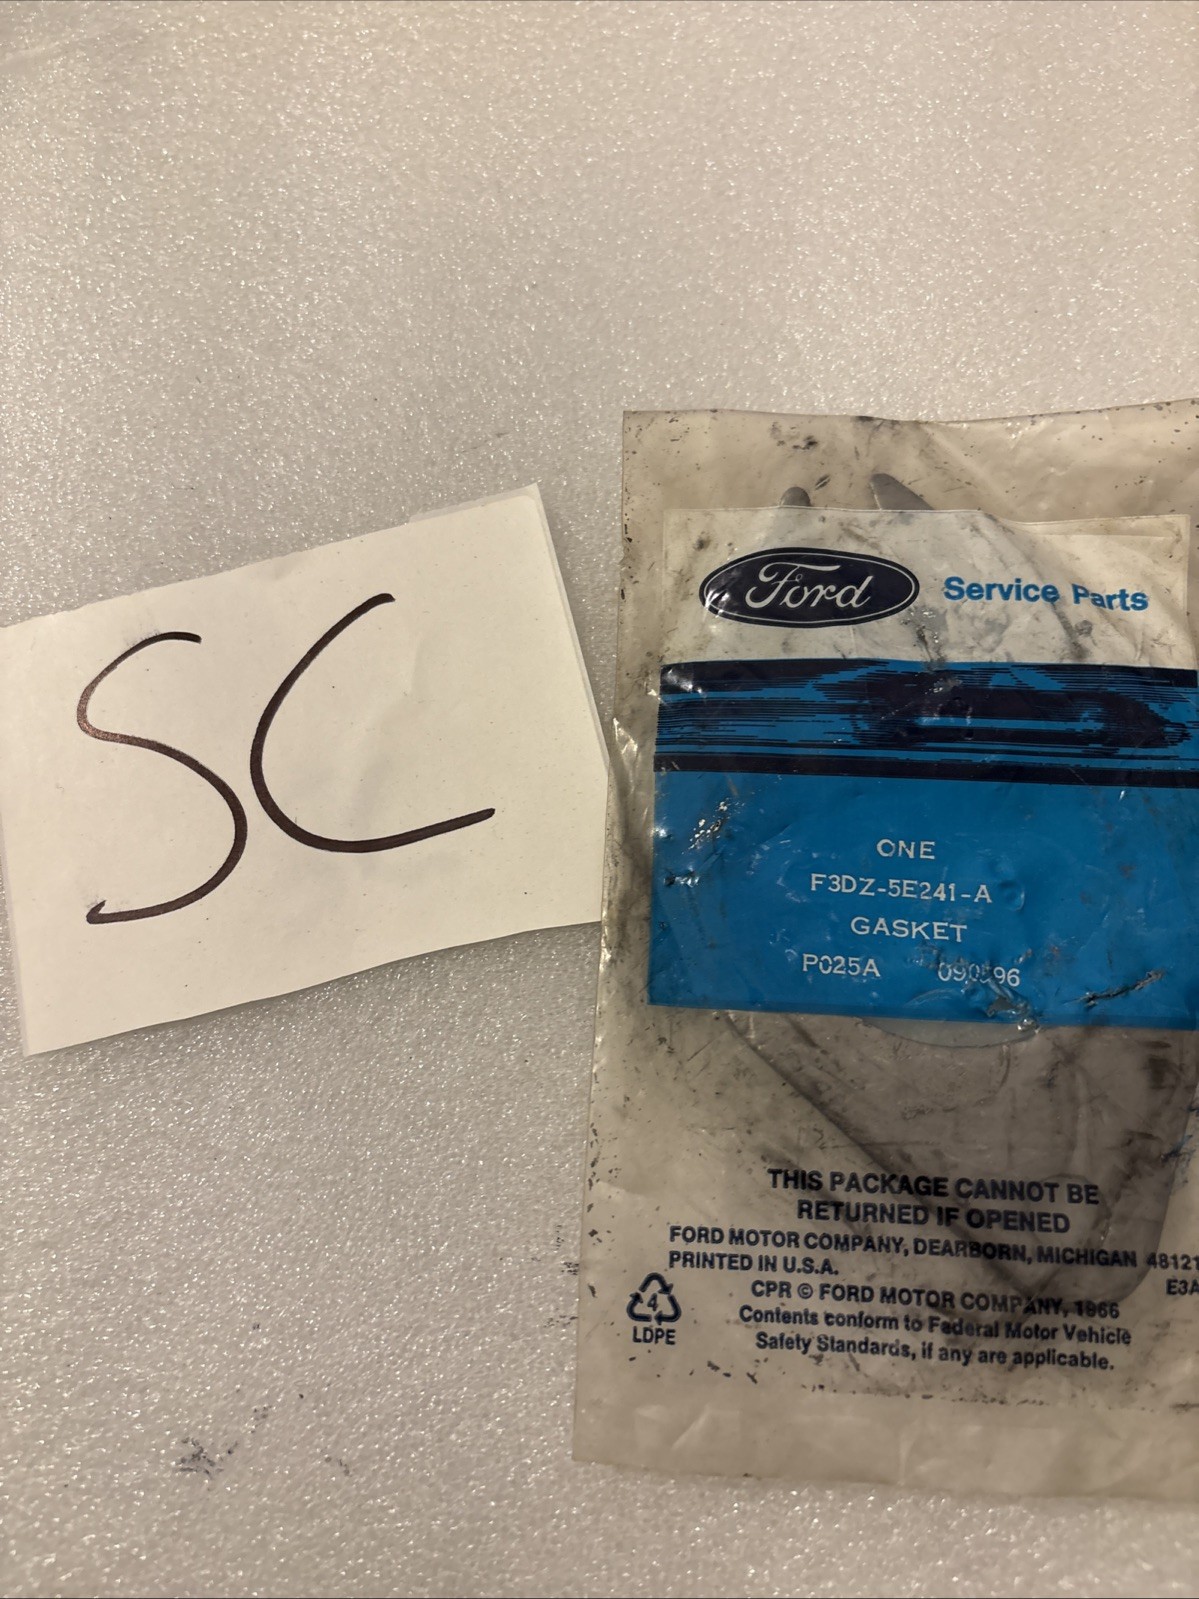 SC
Ford Service Parts
ONE
F3DZ-5E241-A
GASKET
P025A
THIS PACKAGE CANNOT BE
RETURNED IF OPENED
FORD MOTOR COMPANY, DEARBORN, MICHIGAN 48121
PRINTED IN U.S.A.
E3A
CPR © FORD MOTOR COMPANY, 1966
Contents conform to Federal Motor Vehicle
Safety Standards, if any are applicable.
4
LDPE